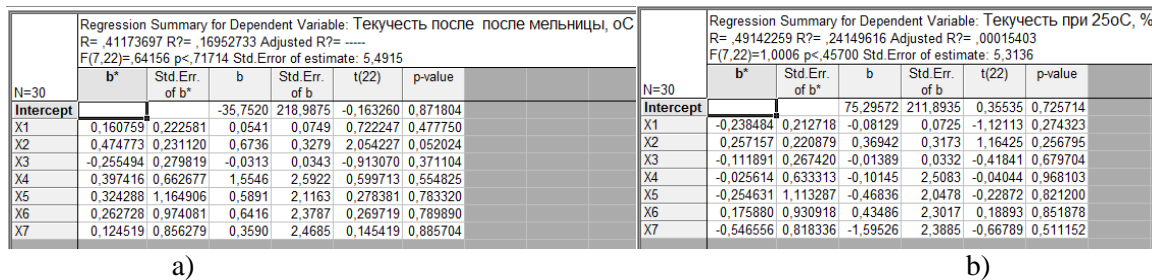 Regression Summary for Dependent Variable: Текучесть после после мельницы, оС
R= ,41173697 R?= ,16952733 Adjusted R?= -----
F(7,22)=,64156 p<,71714 Std.Error of estimate: 5,4915
N=30 b* Std.Err. of b* b Std.Err. of b t(22) p-value
Intercept -35,7520 218,9875 -0,163260 0,871804
X1 0,160759 0,222581 0,0541 0,0749 0,722247 0,477750
X2 0,474773 0,231120 0,6736 0,3279 2,054227 0,052024
X3 -0,255494 0,279819 -0,0313 0,0343 -0,913070 0,371104
X4 0,397416 0,662677 1,5546 2,5922 0,599713 0,554825
X5 0,324288 1,164906 0,5891 2,1163 0,278381 0,783320
X6 0,262728 0,974081 0,6416 2,3787 0,269719 0,789890
X7 0,124519 0,856279 0,3590 2,4685 0,145419 0,885704
a)
Regression Summary for Dependent Variable: Текучесть при 25оС, %
R= ,49142259 R?= ,24149616 Adjusted R?= ,00015403
F(7,22)=1,0006 p<,45700 Std.Error of estimate: 5,3136
N=30 b* Std.Err. of b* b Std.Err. of b t(22) p-value
Intercept 75,29572 211,8935 0,35535 0,725714
X1 -0,238484 0,212718 -0,08129 0,0725 -1,12113 0,274323
X2 0,257157 0,220879 0,36942 0,3173 1,16425 0,256795
X3 -0,111891 0,267420 -0,01389 0,0332 -0,41841 0,679704
X4 -0,025614 0,633313 -0,10145 2,5083 -0,04044 0,968103
X5 -0,254631 1,113287 -0,46836 2,0478 -0,22872 0,821200
X6 0,175880 0,930918 0,43486 2,3017 0,18893 0,851878
X7 -0,546556 0,818336 -1,59526 2,3885 -0,66789 0,511152
b)